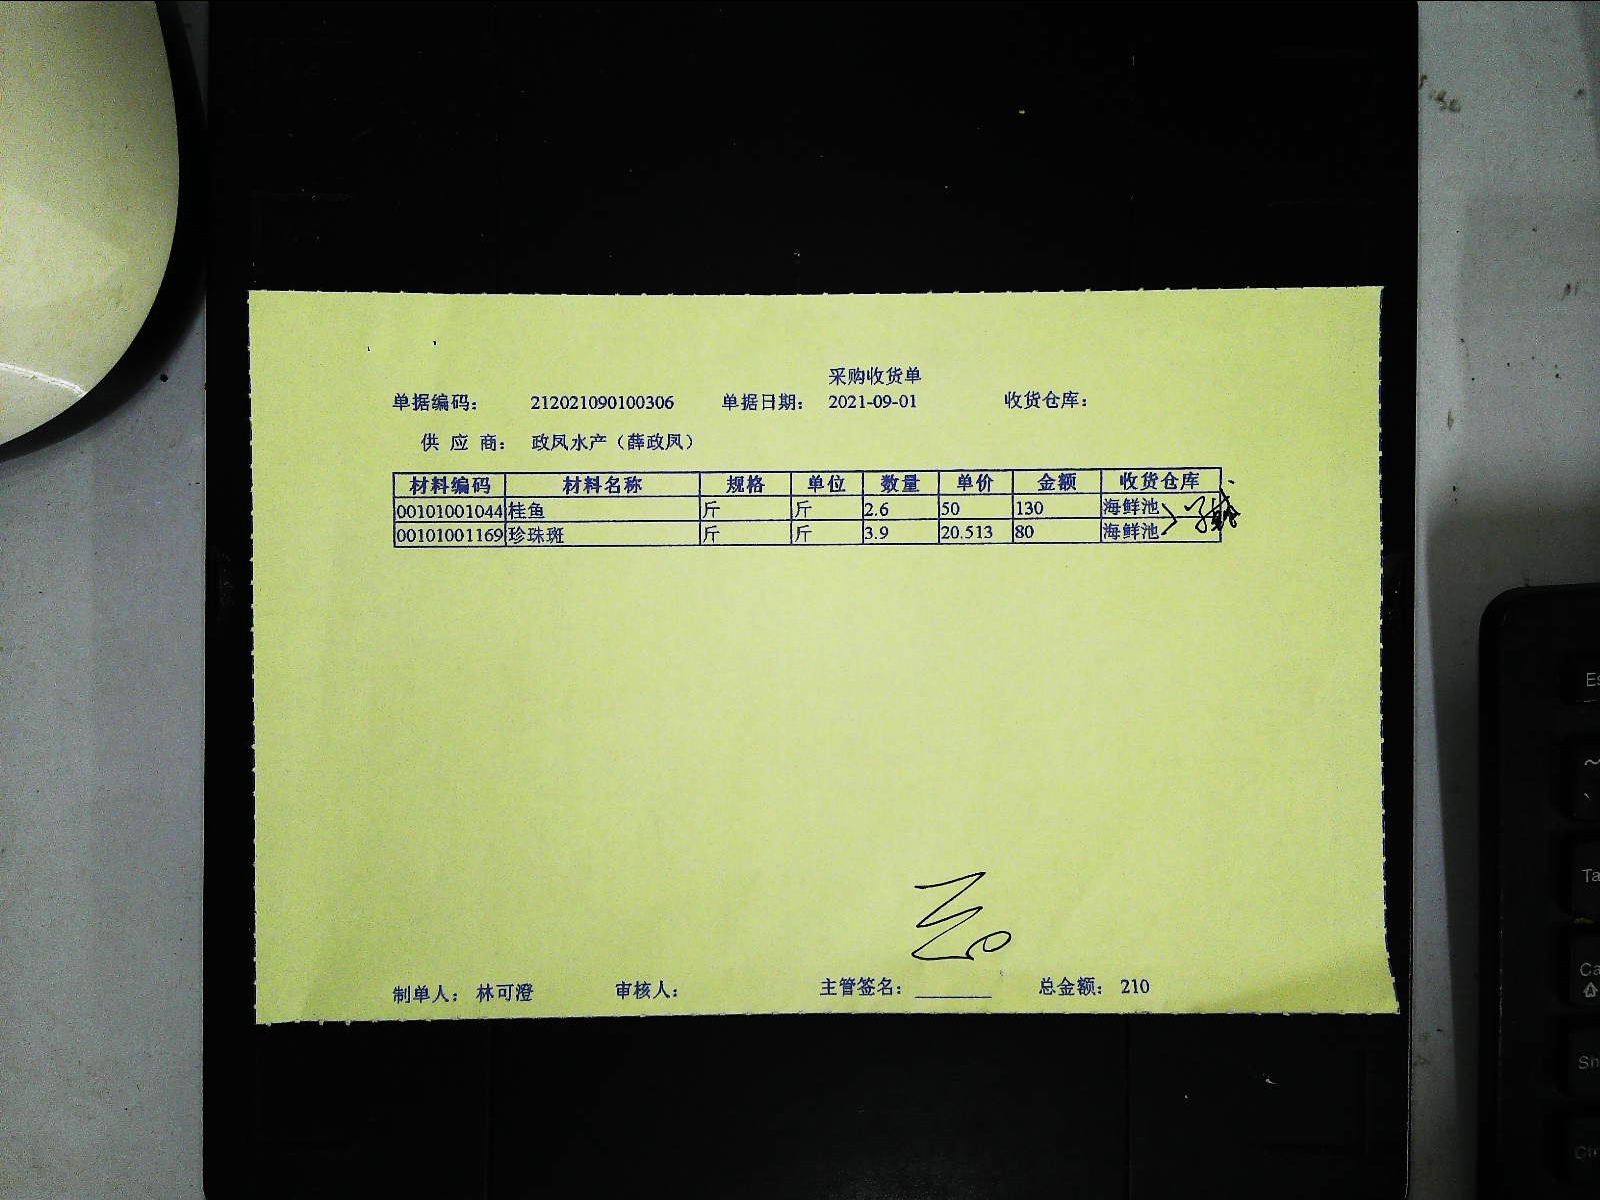 采购收货单
单据编码： 212021090100306 单据日期： 2021-09-01 收货仓库：
供 应 商： 政凤水产（薛政凤）
材料编码 材料名称 规格 单位 数量 单价 金额 收货仓库
00101001044 桂鱼 斤 斤 2.6 50 130 海鲜池
00101001169 珍珠斑 斤 斤 3.9 20.513 80 海鲜池
制单人： 林可澄 审核人： 主管签名： 总金额： 210
Es
~
Ta
Ca
Sh